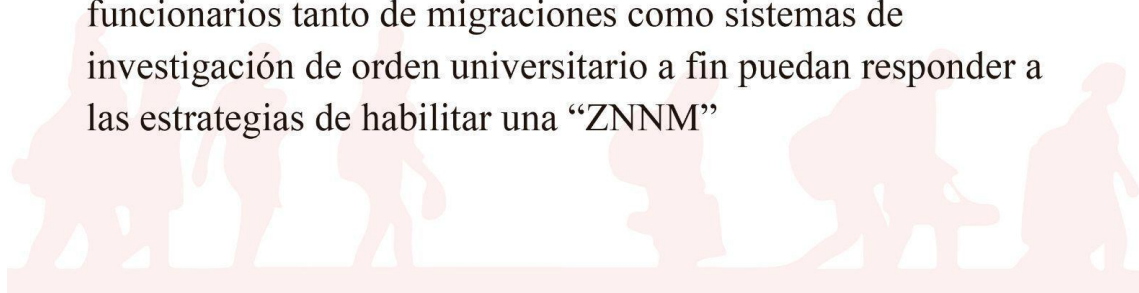 funcionarios tanto de migraciones como sistemas de
investigación de orden universitario a fin puedan responder a
las estrategias de habilitar una “ZNNM”